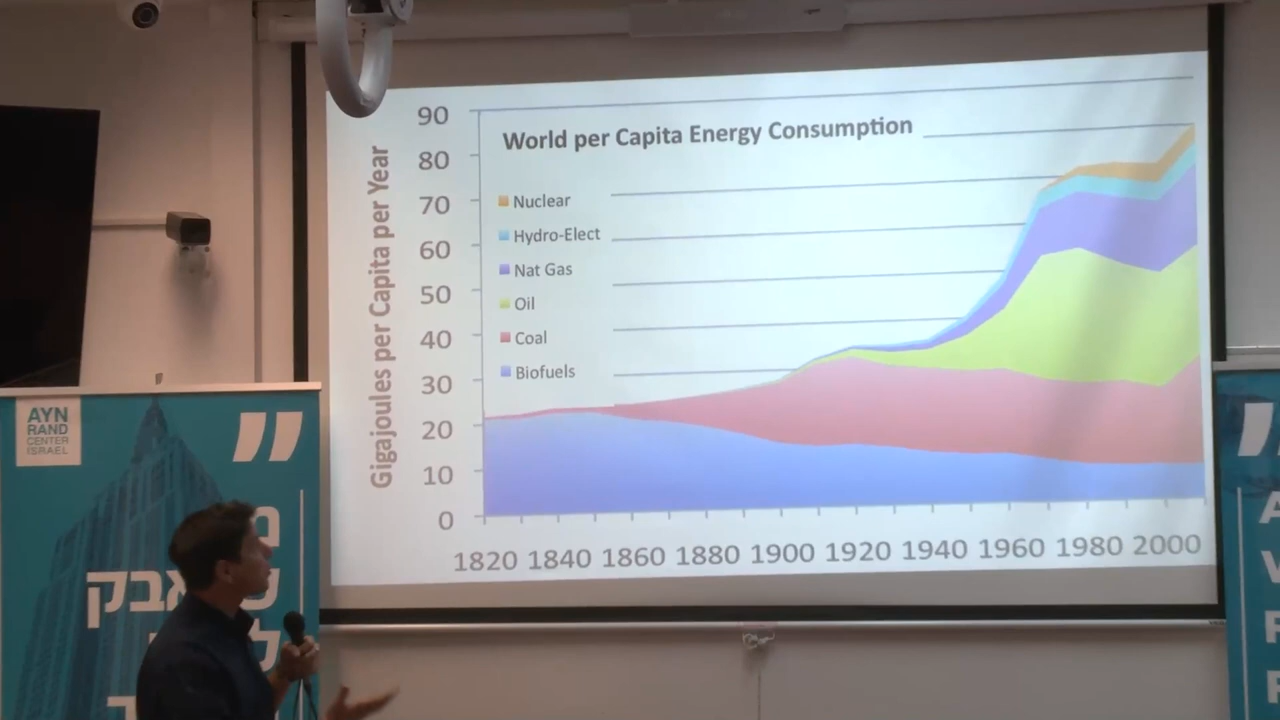 90
80
70
60
50
40
30
20
10
0
Gigajoules per Capita per Year
World per Capita Energy Consumption
Nuclear
Hydro-Elect
Nat Gas
Oil
Coal
Biofuels
1820 1840 1860 1880 1900 1920 1940 1960 1980 2000
AYN
RAND
CENTER
ISRAEL